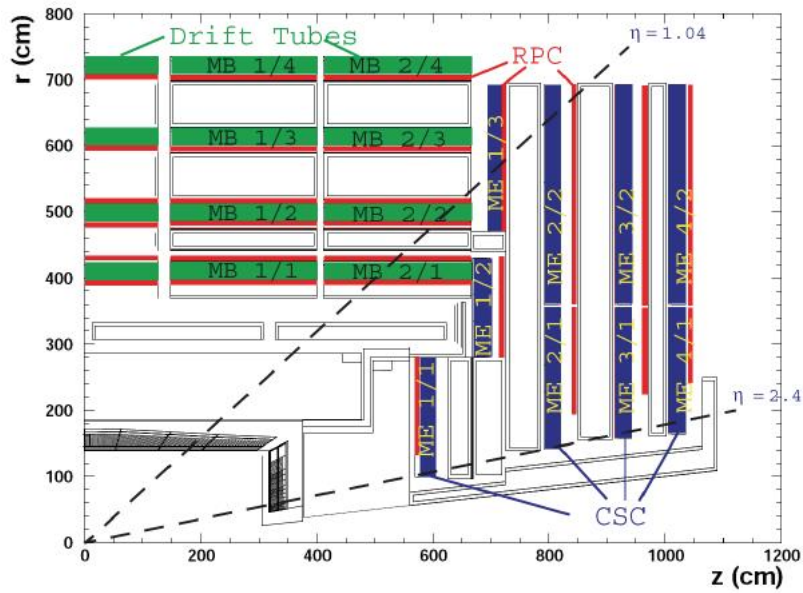 r (cm)
800
700
600
500
400
300
200
100
0
Drift Tubes
η=1.04
RPC
MB 1/4 MB 2/4
MB 1/3 MB 2/3
MB 1/2 MB 2/2
MB 1/1 MB 2/1
ME 1/3
ME 1/2
ME 1/1
ME 2/2
ME 2/1
ME 3/2
ME 3/1
ME 4/2
ME 4/1
η=2.4
CSC
0 200 400 600 800 1000 1200
z (cm)